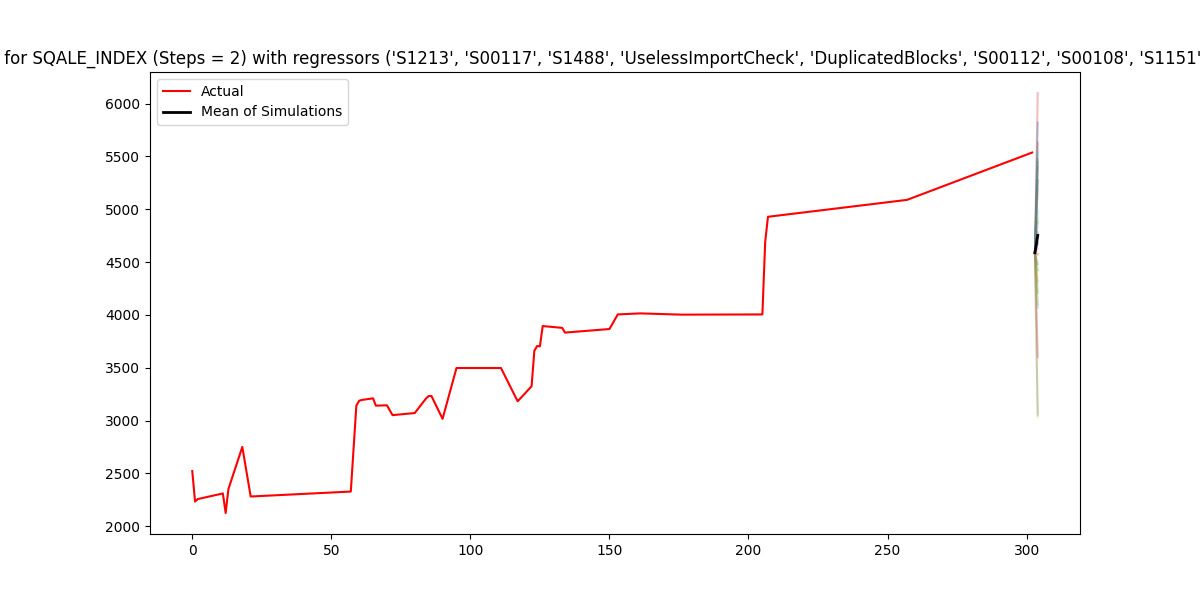 for SQALE_INDEX (Steps = 2) with regressors ('S1213', 'S00117', 'S1488', 'UselessImportCheck', 'DuplicatedBlocks', 'S00112', 'S00108', 'S1151'
Actual
Mean of Simulations
6000
5500
5000
4500
4000
3500
3000
2500
2000
0 50 100 150 200 250 300